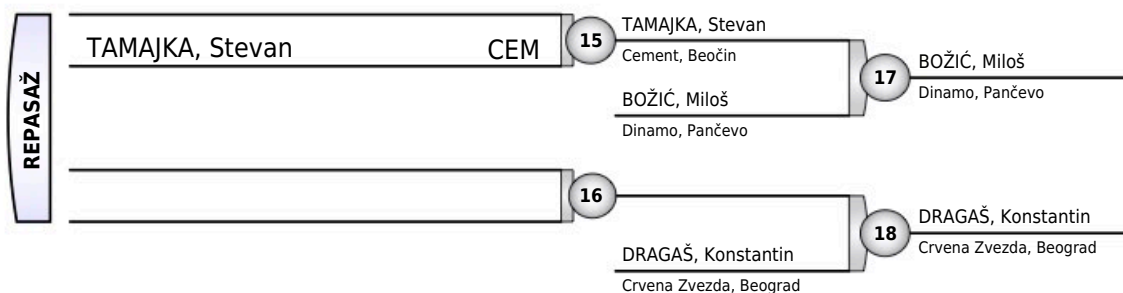 REPASAŽ
TAMAJKA, Stevan CEM
15
TAMAJKA, Stevan
Cement, Beočin
BOŽIĆ, Miloš
Dinamo, Pančevo
17
BOŽIĆ, Miloš
Dinamo, Pančevo
16
DRAGAŠ, Konstantin
Crvena Zvezda, Beograd
18
DRAGAŠ, Konstantin
Crvena Zvezda, Beograd